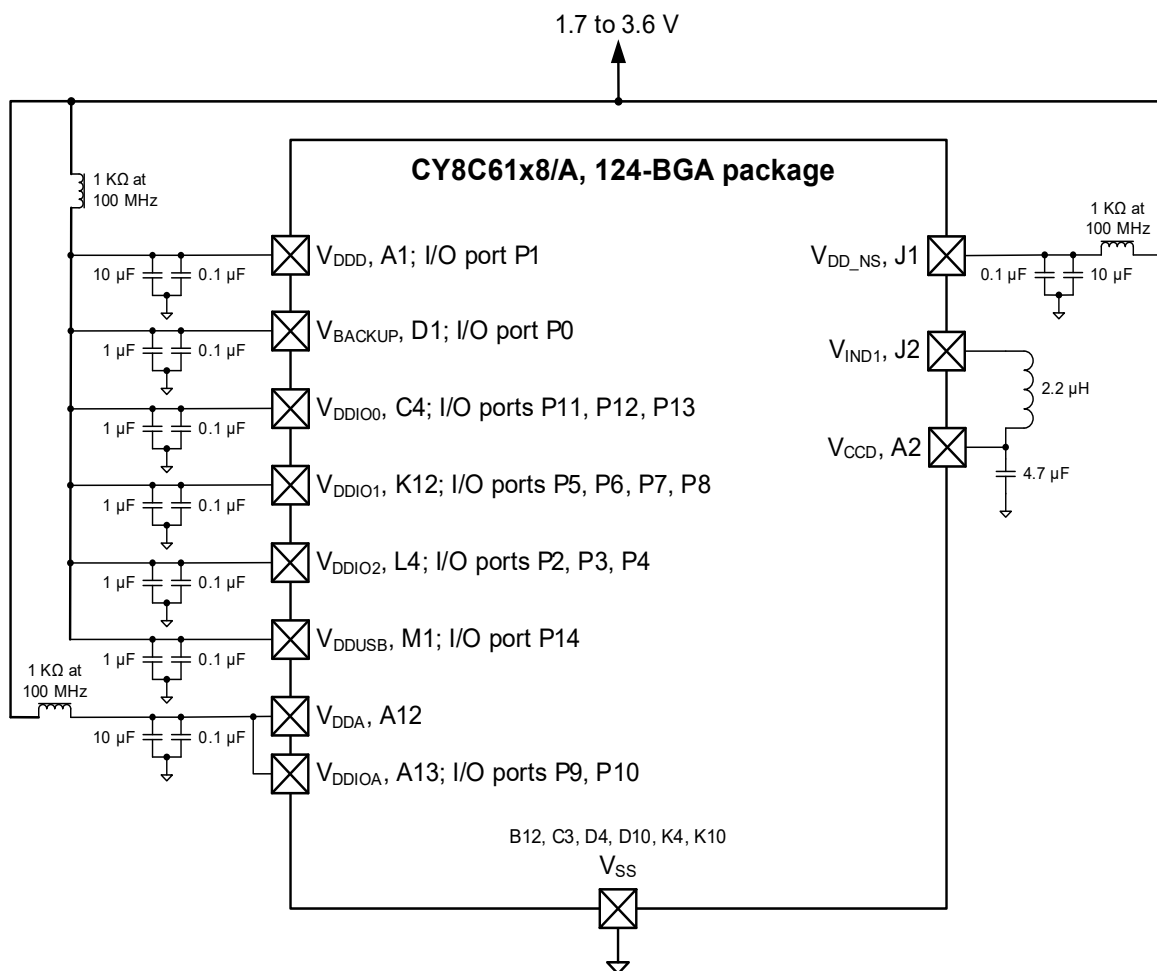 1.7 to 3.6 V
CY8C61x8/A, 124-BGA package
1 KΩ at
100 MHz
1 KΩ at
100 MHz
VDDD, A1; I/O port P1
10 µF
0.1 µF
VDD_NS, J1
0.1 µF
10 µF
VBACKUP, D1; I/O port P0
1 µF
0.1 µF
VIND1, J2
2.2 µH
VDDIO0, C4; I/O ports P11, P12, P13
1 µF
0.1 µF
VCCD, A2
4.7 µF
VDDIO1, K12; I/O ports P5, P6, P7, P8
1 µF
0.1 µF
VDDIO2, L4; I/O ports P2, P3, P4
1 µF
0.1 µF
VDDUSB, M1; I/O port P14
1 µF
0.1 µF
1 KΩ at
100 MHz
VDDA, A12
10 µF
0.1 µF
VDDIOA, A13; I/O ports P9, P10
B12, C3, D4, D10, K4, K10
VSS